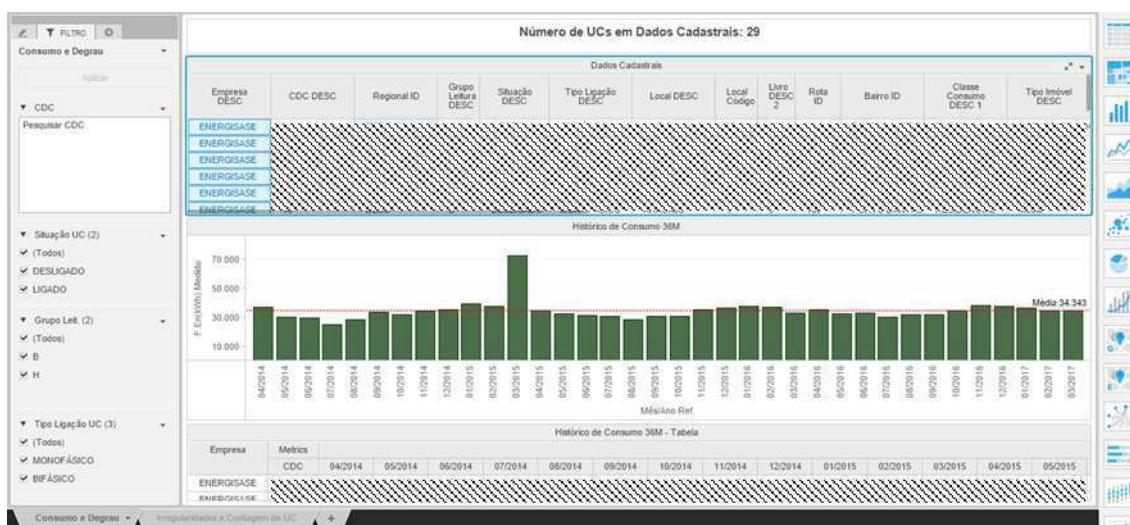 FILTRO
Consumo e Degrau
Aplicar
CDC
Pesquisar CDC
Situação UC (2)
(Todos)
DESLIGADO
LIGADO
Grupo Leit. (2)
(Todos)
B
H
Tipo Ligação UC (3)
(Todos)
MONOFÁSICO
BIFÁSICO
Número de UCs em Dados Cadastrais: 29
Dados Cadastrais
Empresa DESC CDC DESC Regional ID Grupo Leitura DESC Situação DESC Tipo Ligação DESC Local DESC Local Código Livro DESC 2 Rota ID Bairro ID Classe Consumo DESC 1 Tipo Imóvel DESC
ENERGISASE
ENERGISASE
ENERGISASE
ENERGISASE
ENERGISASE
ENERGISASE
Histórico de Consumo 36M
F En(kWh) Medido
70.000
50.000
30.000
10.000
Média 34.343
04/2014 05/2014 06/2014 07/2014 08/2014 09/2014 10/2014 11/2014 12/2014 01/2015 02/2015 03/2015 04/2015 05/2015 06/2015 07/2015 08/2015 09/2015 10/2015 11/2015 12/2015 01/2016 02/2016 03/2016 04/2016 05/2016 06/2016 07/2016 08/2016 09/2016 10/2016 11/2016 12/2016 01/2017 02/2017 03/2017
Mês/Ano Ref.
Histórico de Consumo 36M - Tabela
Empresa Metrics
CDC 04/2014 05/2014 06/2014 07/2014 08/2014 09/2014 10/2014 11/2014 12/2014 01/2015 02/2015 03/2015 04/2015 05/2015
ENERGISASE
ENERGISASE
Consumo e Degrau
Irregularidades e Contagem de UC
G
E